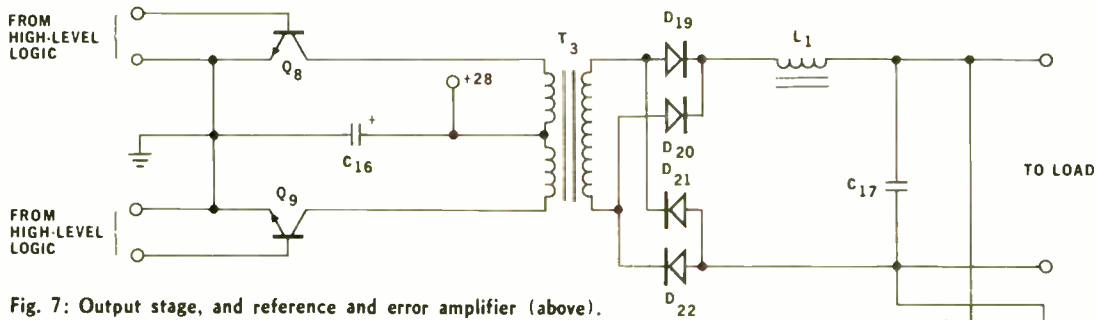 FROM
HIGH-LEVEL
LOGIC
Q8
T3
+28
+
C16
Q9
FROM
HIGH-LEVEL
LOGIC
D19
D20
D21
D22
L1
C17
TO LOAD
Fig. 7: Output stage, and reference and error amplifier (above).